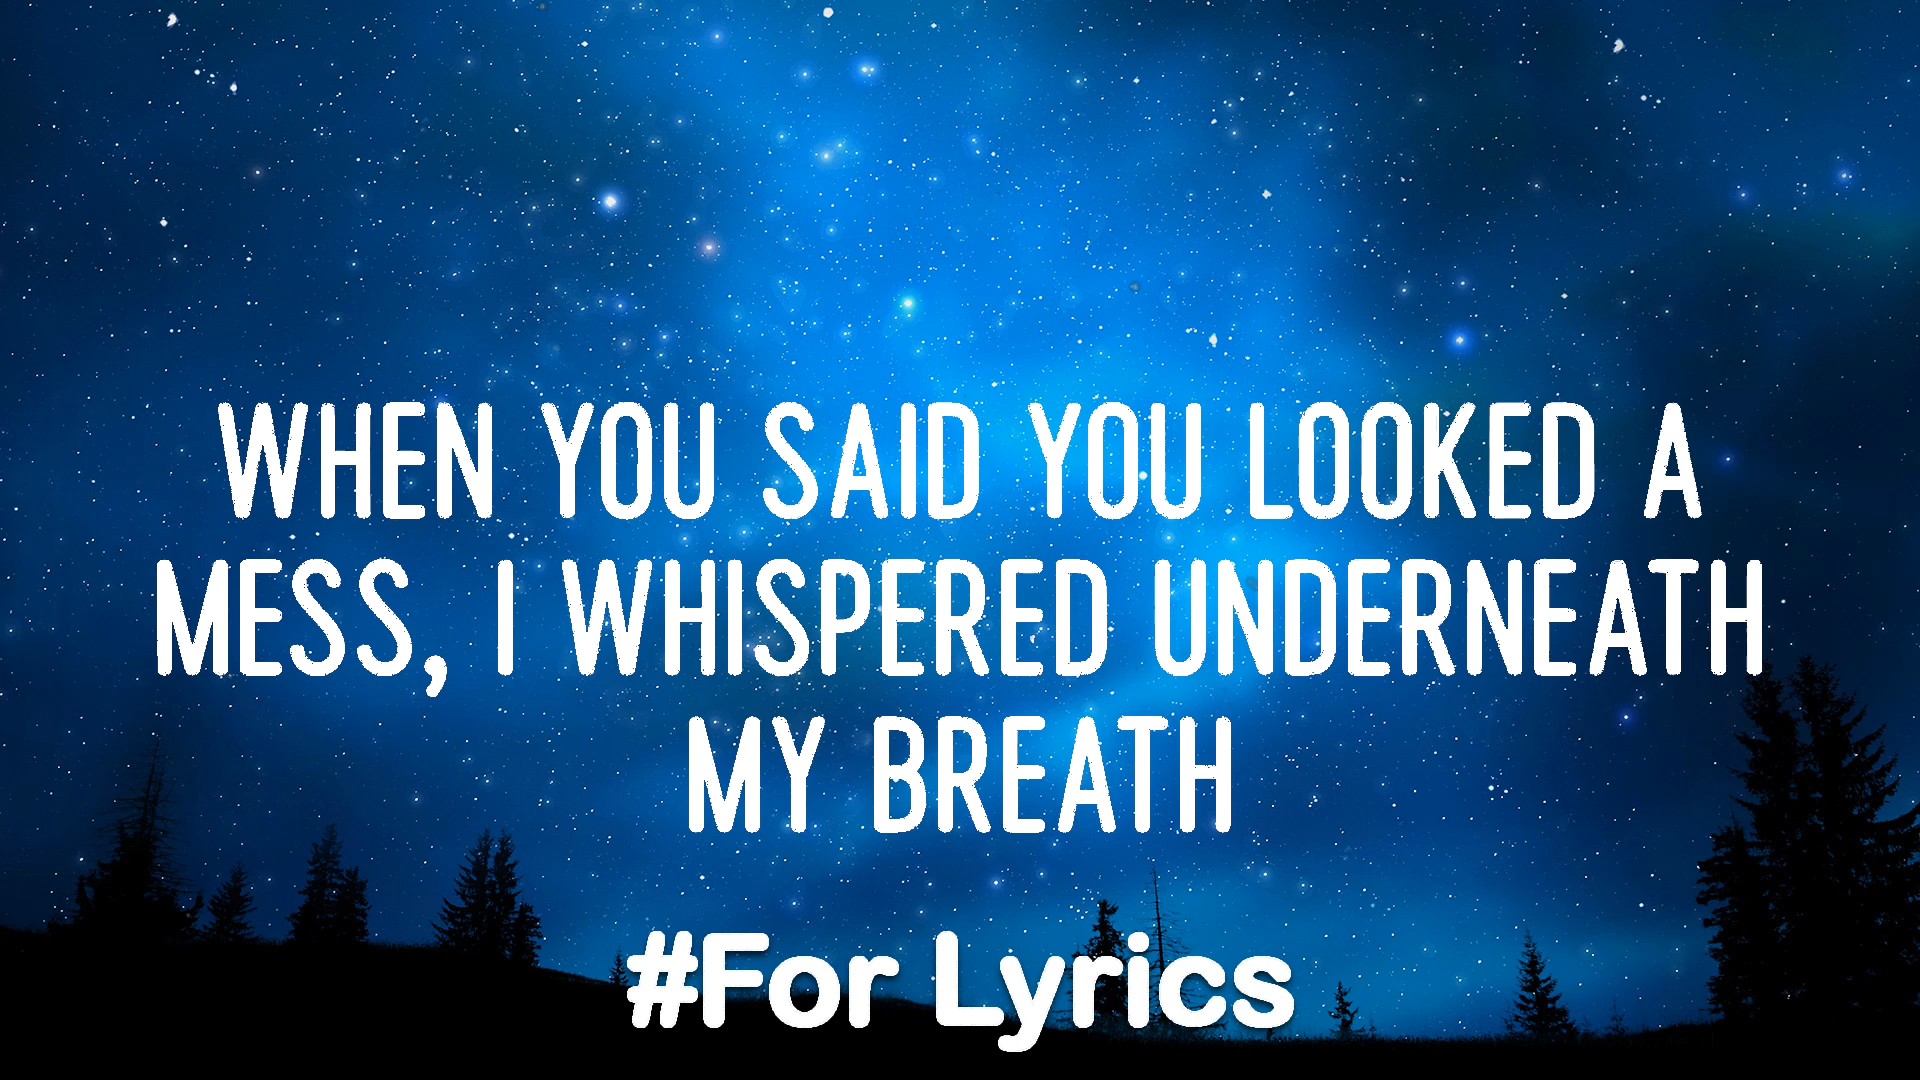 WHEN YOU SAID YOU LOOKED A
MESS, I WHISPERED UNDERNEATH
MY BREATH
#For Lyrics